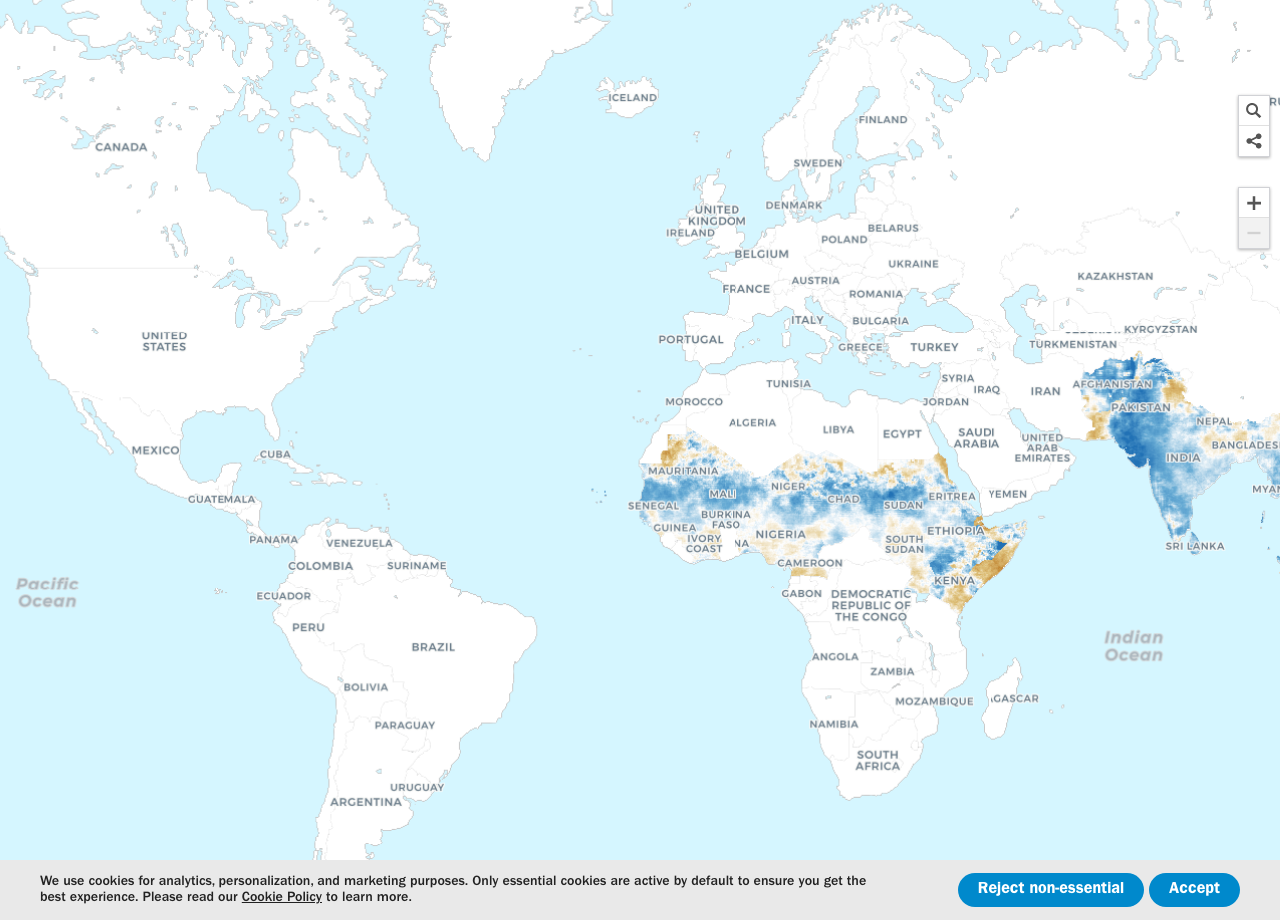 ICELAND
FINLAND
CANADA
SWEDEN
DENMARK
UNITED
KINGDOM
IRELAND
BELARUS
POLAND
BELGIUM
UKRAINE
KAZAKHSTAN
AUSTRIA
FRANCE
ROMANIA
ITALY
BULGARIA
KYRGYZSTAN
UNITED
STATES
PORTUGAL
GREECE
TURKEY
TURKMENISTAN
TUNISIA
SYRIA
AFGHANISTAN
IRAQ
IRAN
MOROCCO
JORDAN
PAKISTAN
ALGERIA
LIBYA
EGYPT
SAUDI
ARABIA
NEPAL
UNITED
ARAB
EMIRATES
BANGLADESH
MEXICO
CUBA
INDIA
MAURITANIA
NIGER
MALI
CHAD
ERITREA
YEMEN
MYAN
GUATEMALA
SENEGAL
SUDAN
BURKINA
FASO
GUINEA
NIGERIA
ETHIOPIA
IVORY
COAST
NA
PANAMA
VENEZUELA
SOUTH
SUDAN
SRI LANKA
COLOMBIA
SURINAME
CAMEROON
KENYA
Pacific
Ocean
ECUADOR
GABON
DEMOCRATIC
REPUBLIC OF
THE CONGO
PERU
BRAZIL
Indian
Ocean
ANGOLA
ZAMBIA
BOLIVIA
MOZAMBIQUE
GASCAR
PARAGUAY
NAMIBIA
SOUTH
AFRICA
URUGUAY
ARGENTINA
We use cookies for analytics, personalization, and marketing purposes. Only essential cookies are active by default to ensure you get the
best experience. Please read our Cookie Policy to learn more.
Reject non-essential
Accept